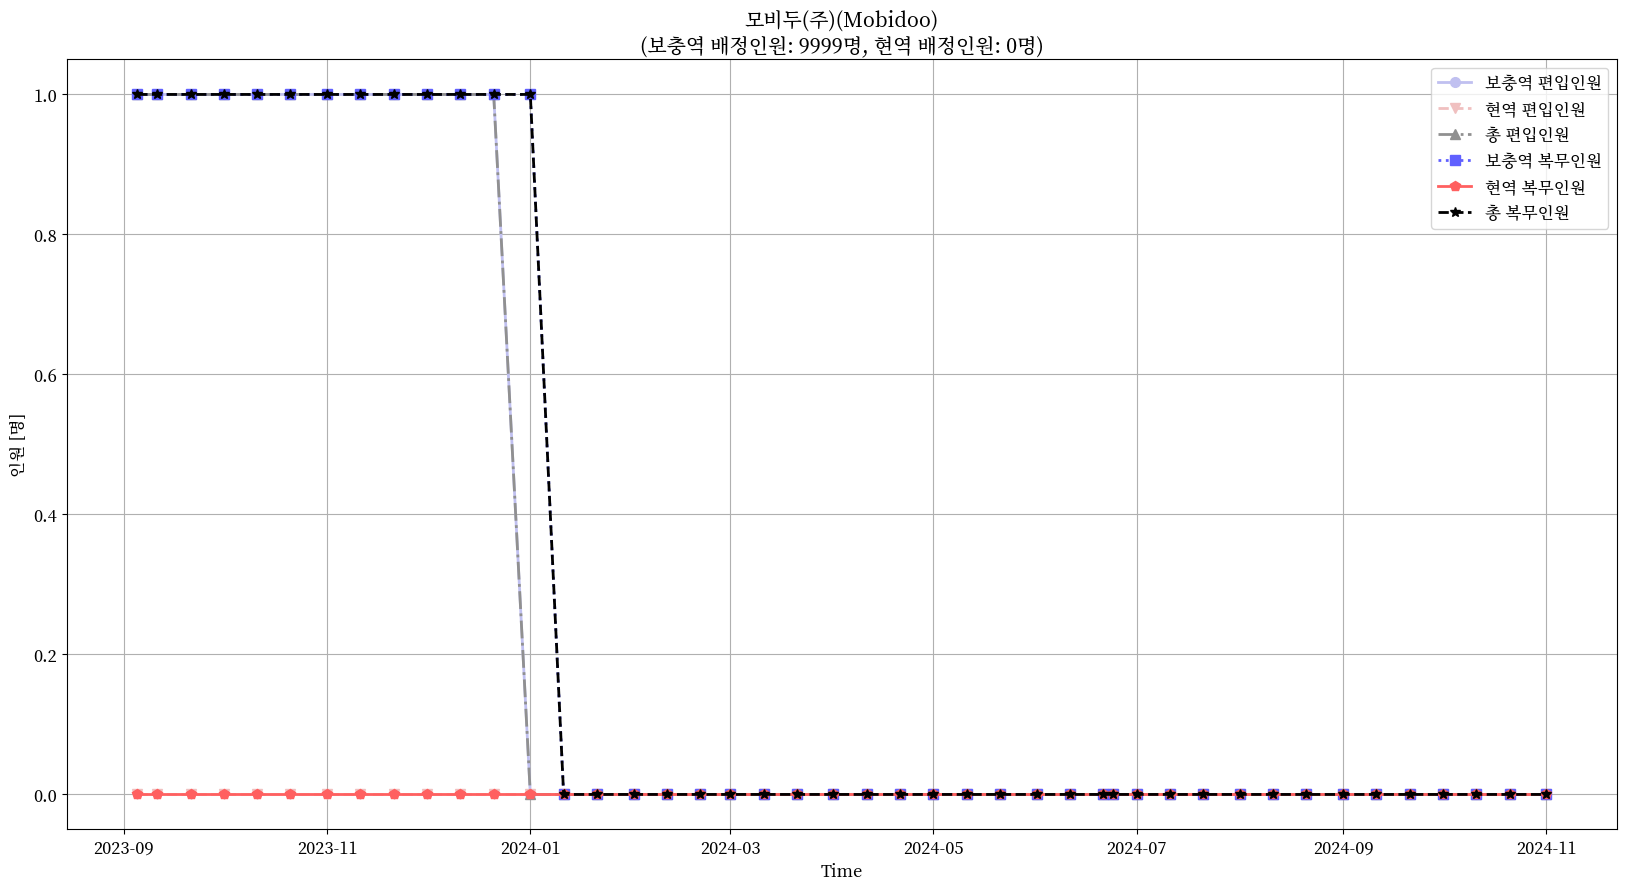 모비두(주)(Mobidoo)
(보충역 배정인원: 9999명, 현역 배정인원: 0명)
보충역 편입인원
현역 편입인원
총 편입인원
보충역 복무인원
현역 복무인원
총 복무인원
1.0
0.8
0.6
0.4
0.2
0.0
인원 [명]
2023-09
2023-11
2024-01
2024-03
2024-05
2024-07
2024-09
2024-11
Time